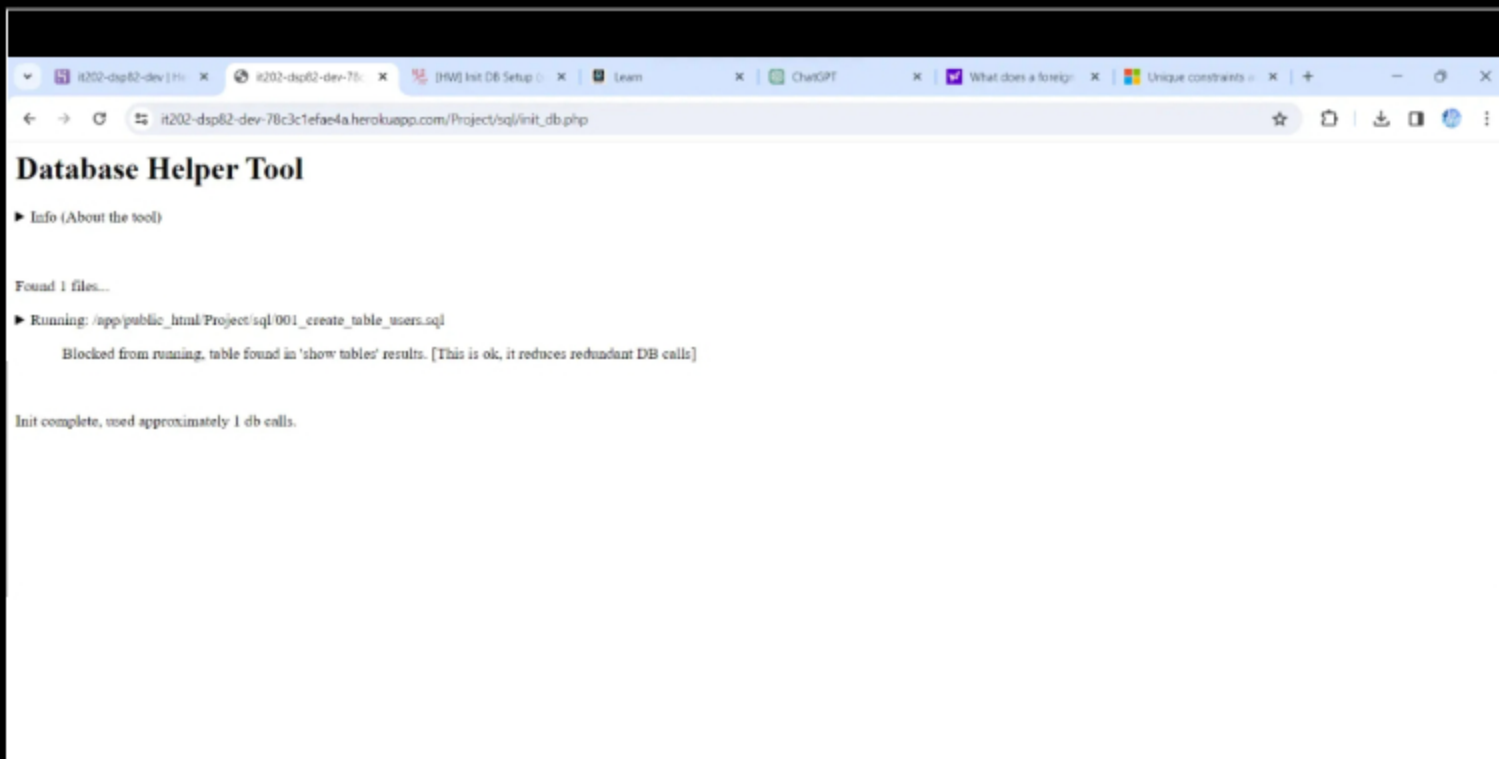 it202-dsp82-dev | He
it202-dsp82-dev-78c
[HW] Init DB Setup
Learn
ChatGPT
What does a foreign
Unique constraints
it202-dsp82-dev-78c3c1efae4a.herokuapp.com/Project/sql/init_db.php
Database Helper Tool
Info (About the tool)
Found 1 files...
Running: /app/public_html/Project/sql/001_create_table_users.sql
Blocked from running, table found in 'show tables' results. [This is ok, it reduces redundant DB calls]
Init complete, used approximately 1 db calls.